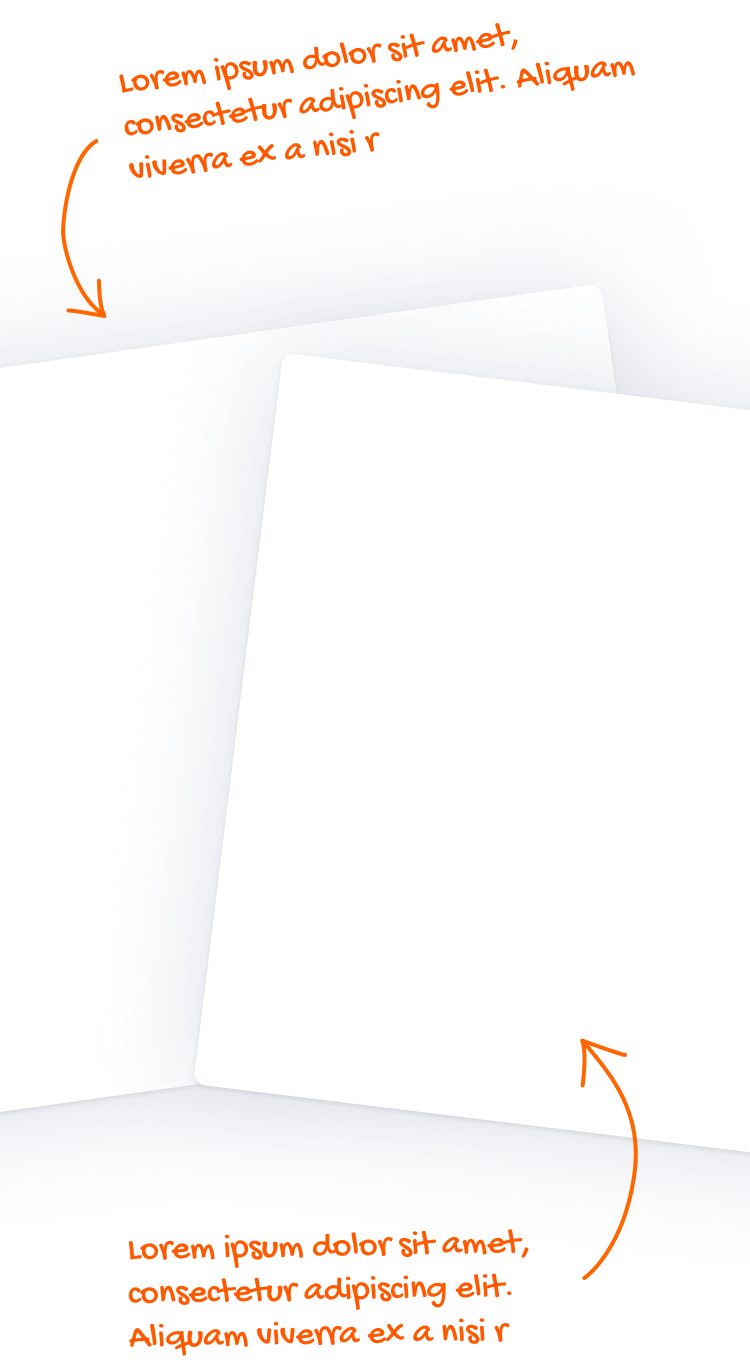 Lorem ipsum dolor sit amet,
consectetur adipiscing elit. Aliquam
viverra ex a nisi r
Lorem ipsum dolor sit amet,
consectetur adipiscing elit.
Aliquam viverra ex a nisi r